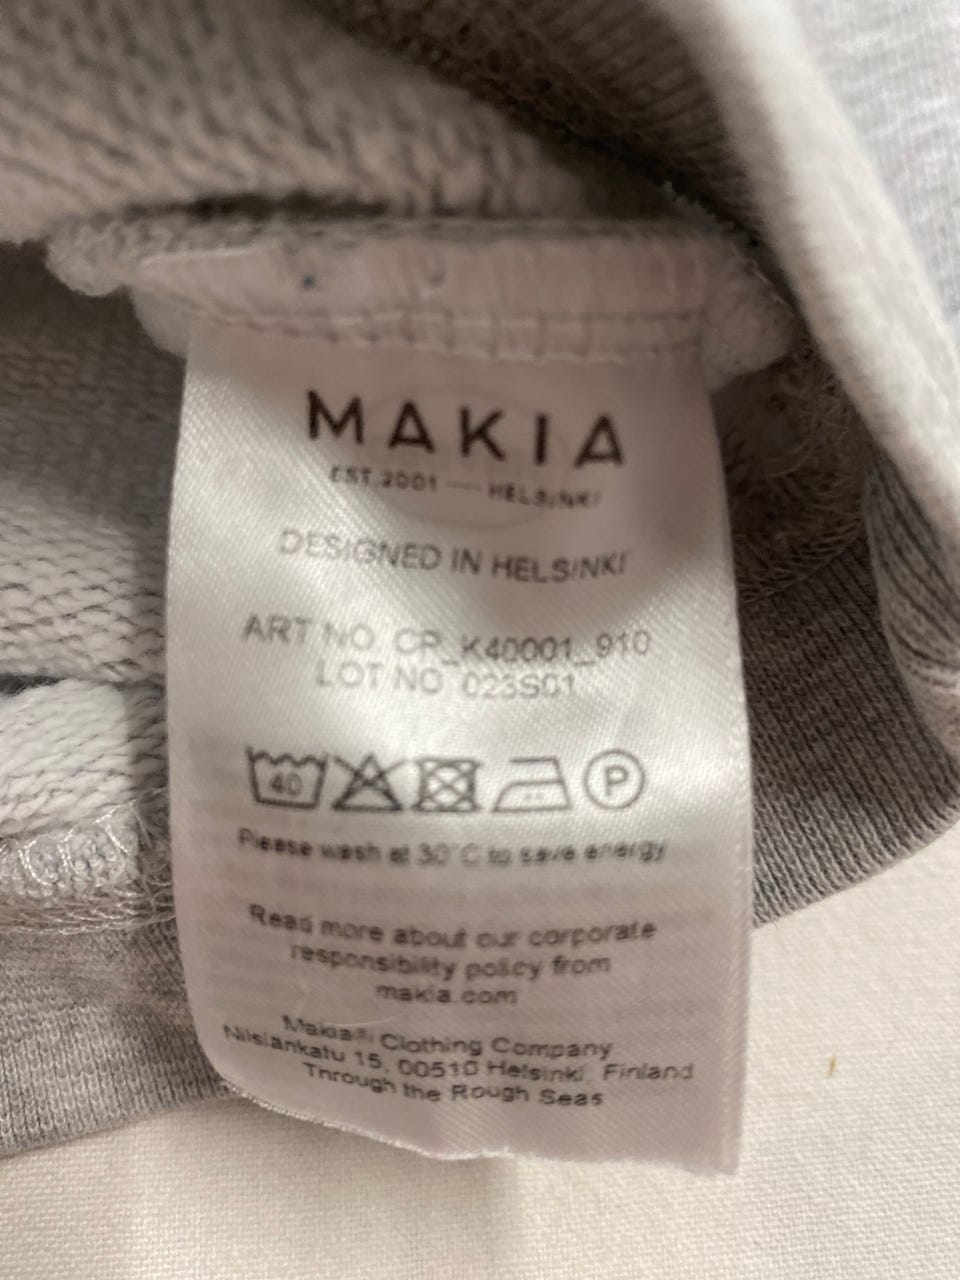 MAKIA
EST.2001 — HELSINKI
DESIGNED IN HELSINKI
ART NO. CP_K40001_910
LOT NO 023S01
40 P
Please wash at 30°C to save energy
Read more about our corporate
responsibility policy from
makia.com
Makia® Clothing Company
Nilsiänkatu 15, 00510 Helsinki, Finland
Through the Rough Seas